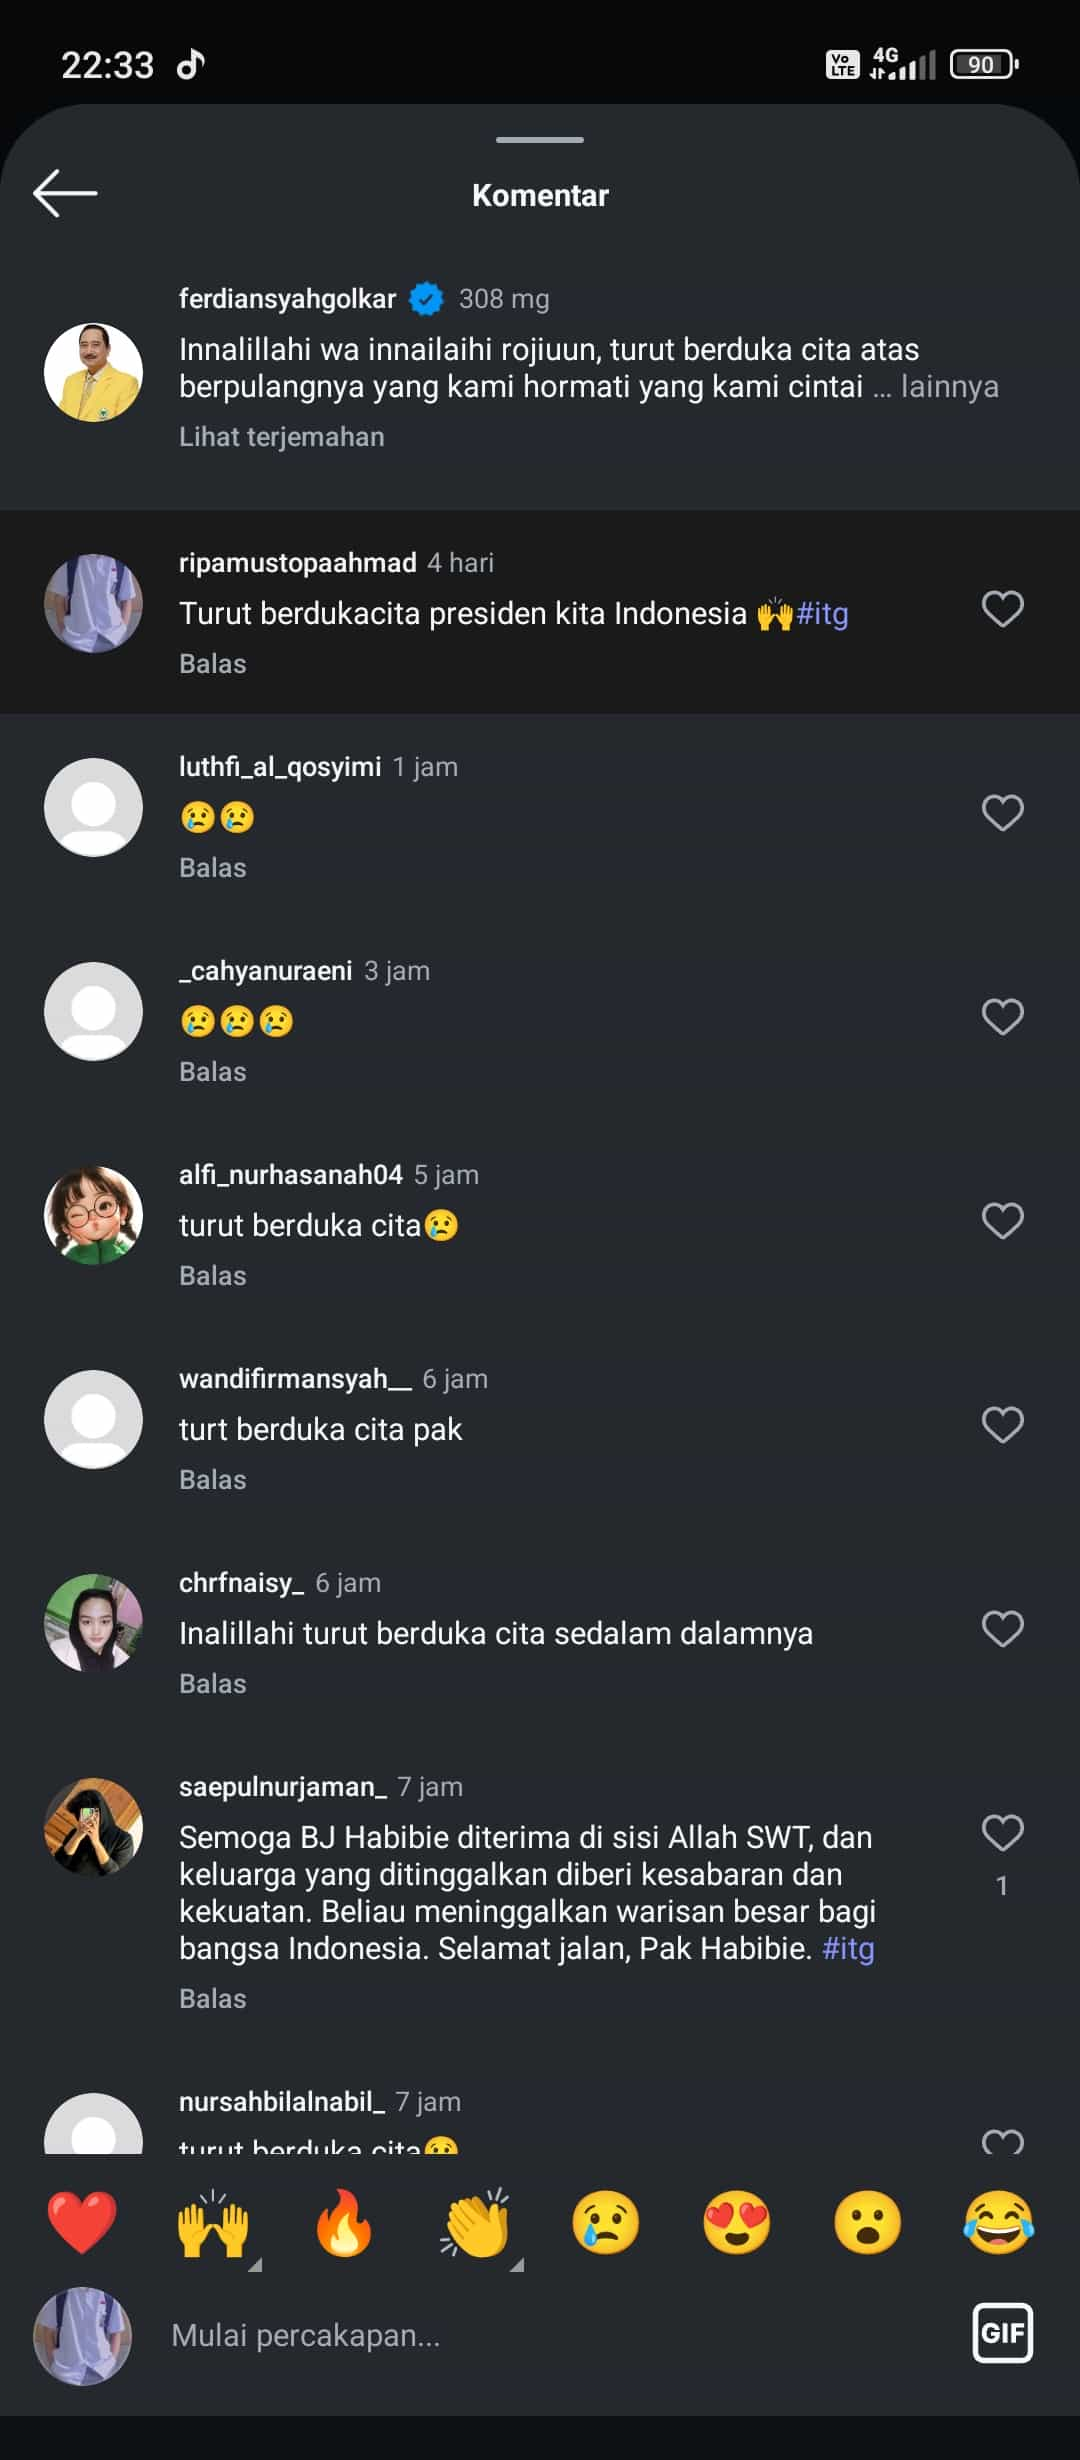 22:33
Vo LTE 4G 90
Komentar
ferdiansyahgolkar 308 mg
Innalillahi wa innailaihi rojiuun, turut berduka cita atas
berpulangnya yang kami hormati yang kami cintai ... lainnya
Lihat terjemahan
ripamustopaahmad 4 hari
Turut berdukacita presiden kita Indonesia 🙌#itg
Balas
luthfi_al_qosyimi 1 jam
😢😢
Balas
_cahyanuraeni 3 jam
😢😢😢
Balas
alfi_nurhasanah04 5 jam
turut berduka cita😢
Balas
wandifirmansyah__ 6 jam
turt berduka cita pak
Balas
chrfnaisy_ 6 jam
Inalillahi turut berduka cita sedalam dalamnya
Balas
saepulnurjaman_ 7 jam
Semoga BJ Habibie diterima di sisi Allah SWT, dan
keluarga yang ditinggalkan diberi kesabaran dan
kekuatan. Beliau meninggalkan warisan besar bagi
bangsa Indonesia. Selamat jalan, Pak Habibie. #itg
1
Balas
nursahbilalnabil_ 7 jam
turut berduka cita😢
❤️🙌🔥👏😢😍😮😂
Mulai percakapan...
GIF